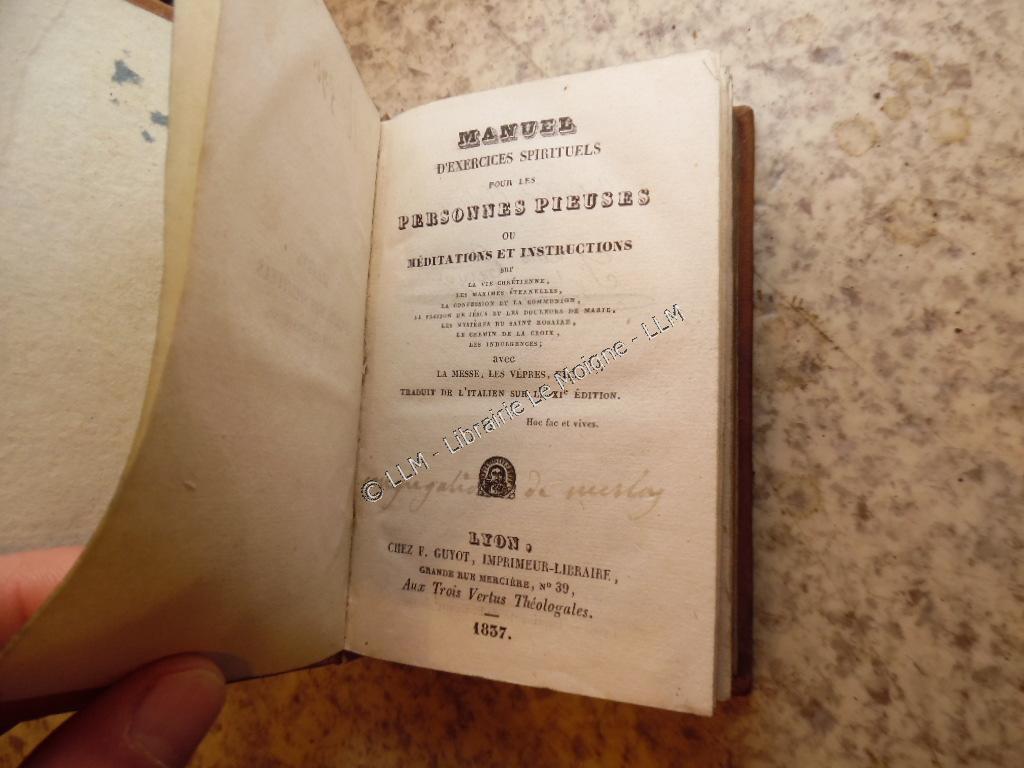 MANUEL
D'EXERCICES SPIRITUELS
POUR LES
PERSONNES PIEUSES
OU
MÉDITATIONS ET INSTRUCTIONS
SUR
LA VIE CHRÉTIENNE,
LES MAXIMES ÉTERNELLES,
LA CONFESSION ET LA COMMUNION,
LA PASSION DE JÉSUS ET LES DOULEURS DE MARIE,
LES MYSTÈRES DU SAINT ROSAIRE,
LE CHEMIN DE LA CROIX,
LES INDULGENCES;
avec
LA MESSE, LES VÊPRES,
TRADUIT DE L'ITALIEN SUR XIe ÉDITION.
Hoc fac et vives.
de
LYON,
CHEZ F. GUYOT, IMPRIMEUR-LIBRAIRE,
GRANDE RUE MERCIÈRE, No 39,
Aux Trois Vertus Théologales.
1837.
© LLM - Librairie Le Moigne - LLM